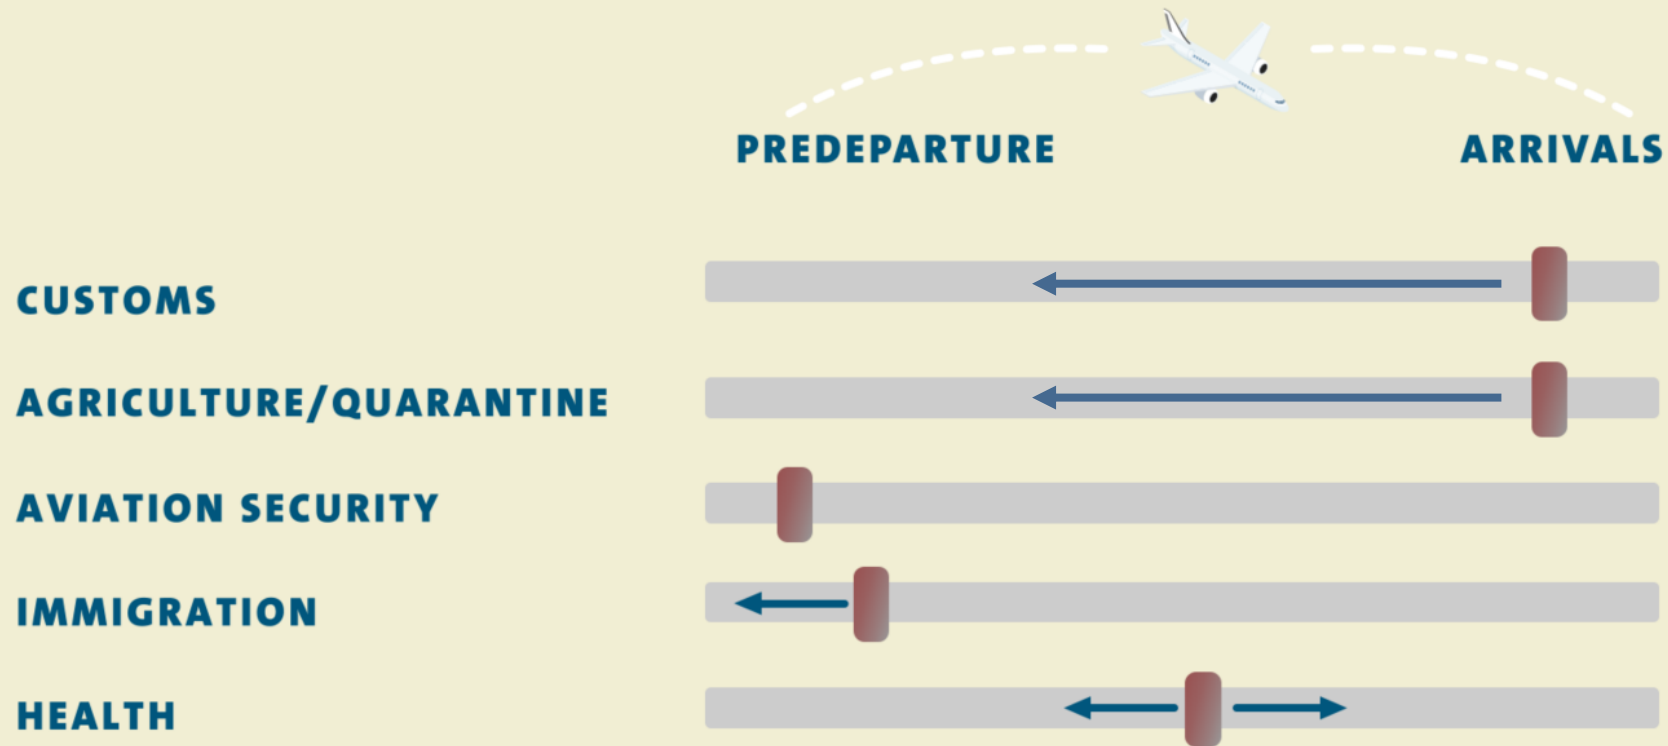 PREDEPARTURE ARRIVALS
CUSTOMS
AGRICULTURE/QUARANTINE
AVIATION SECURITY
IMMIGRATION
HEALTH